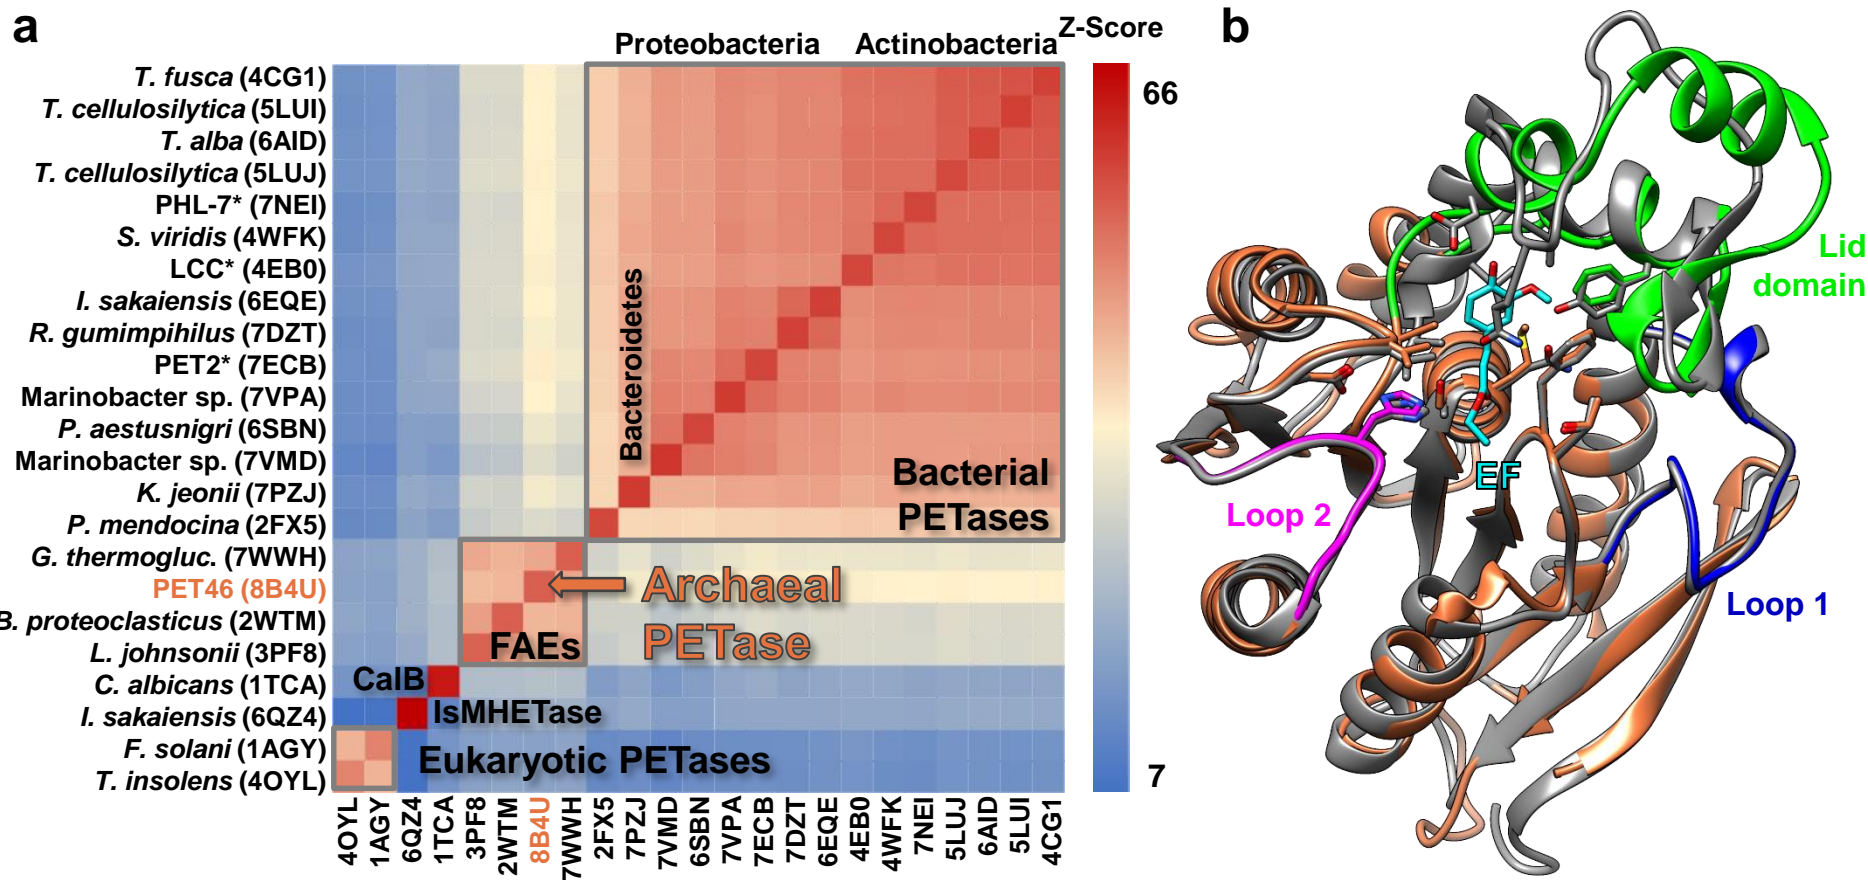 a
Proteobacteria Actinobacteria
Z-Score
66
7
T. fusca (4CG1)
T. cellulosilytica (5LUI)
T. alba (6AID)
T. cellulosilytica (5LUJ)
PHL-7* (7NEI)
S. viridis (4WFK)
LCC* (4EB0)
I. sakaiensis (6EQE)
R. gumimpihilus (7DZT)
PET2* (7ECB)
Marinobacter sp. (7VPA)
P. aestusnigri (6SBN)
Marinobacter sp. (7VMD)
K. jeonii (7PZJ)
P. mendocina (2FX5)
G. thermogluc. (7WWH)
PET46 (8B4U)
B. proteoclasticus (2WTM)
L. johnsonii (3PF8)
C. albicans (1TCA)
I. sakaiensis (6QZ4)
F. solani (1AGY)
T. insolens (4OYL)
Bacteroidetes
Bacterial
PETases
Archaeal
PETase
FAEs
CalB
IsMHETase
Eukaryotic PETases
4OYL
1AGY
6QZ4
1TCA
3PF8
2WTM
8B4U
7WWH
2FX5
7PZJ
7VMD
6SBN
7VPA
7ECB
7DZT
6EQE
4EB0
4WFK
7NEI
5LUJ
6AID
5LUI
4CG1
b
Lid
domain
EF
Loop 2
Loop 1